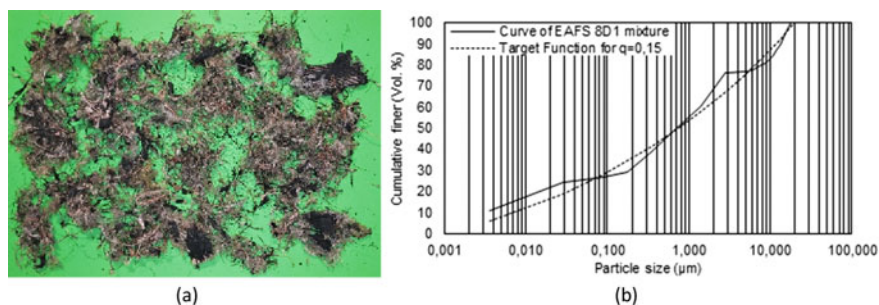 100
90
80
70
60
50
40
30
20
10
0
Cumulative finer (Vol. %)
Curve of EAFS 8D1 mixture
Target Function for q=0,15
0,001 0,010 0,100 1,000 10,000 100,000
Particle size (µm)
(a) (b)